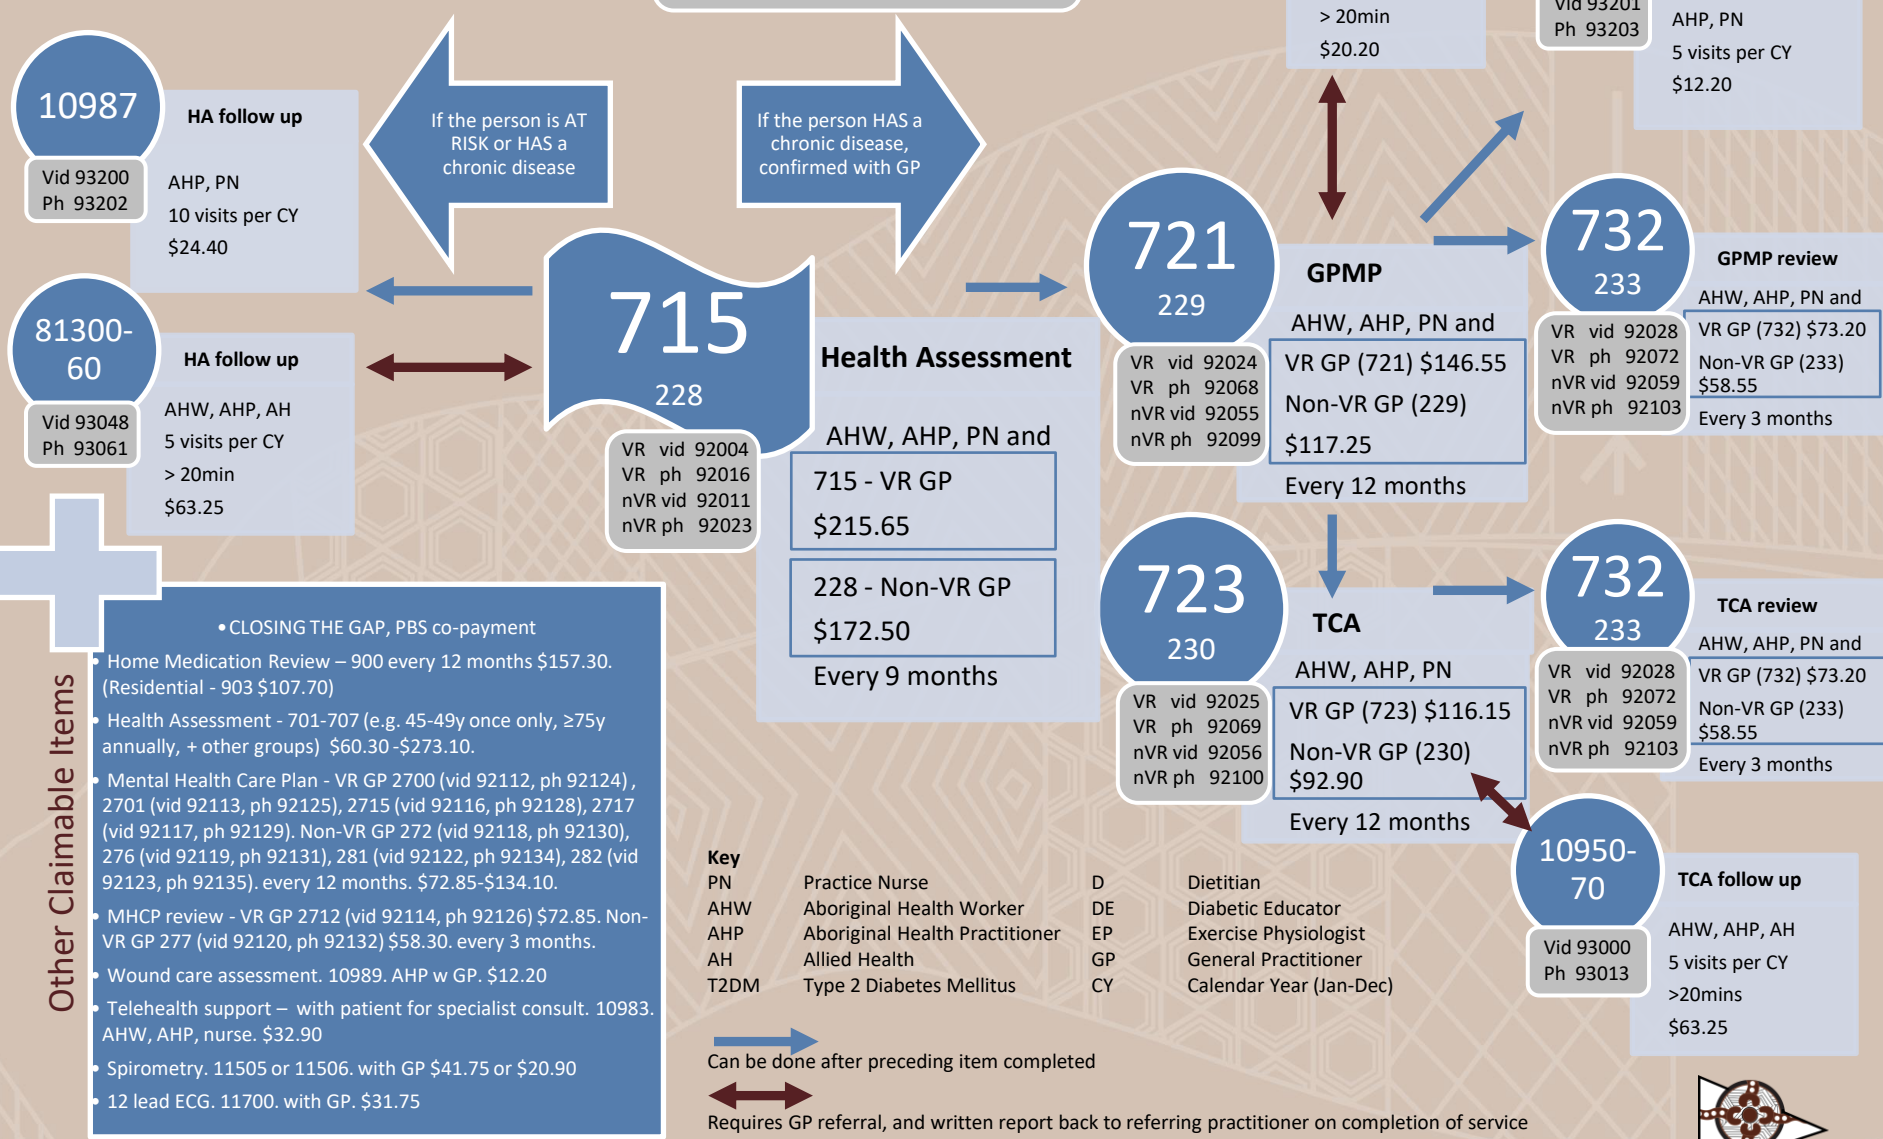 > 20min
$20.20
Vid 93201
Ph 93203
AHP, PN
5 visits per CY
$12.20
10987
Vid 93200
Ph 93202
HA follow up
AHP, PN
10 visits per CY
$24.40
If the person is AT
RISK or HAS a
chronic disease
If the person HAS a
chronic disease,
confirmed with GP
81300-
60
Vid 93048
Ph 93061
HA follow up
AHW, AHP, AH
5 visits per CY
> 20min
$63.25
715
228
VR vid 92004
VR ph 92016
nVR vid 92011
nVR ph 92023
Health Assessment
AHW, AHP, PN and
715 - VR GP
$215.65
228 - Non-VR GP
$172.50
Every 9 months
721
229
VR vid 92024
VR ph 92068
nVR vid 92055
nVR ph 92099
GPMP
AHW, AHP, PN and
VR GP (721) $146.55
Non-VR GP (229)
$117.25
Every 12 months
732
233
VR vid 92028
VR ph 92072
nVR vid 92059
nVR ph 92103
GPMP review
AHW, AHP, PN and
VR GP (732) $73.20
Non-VR GP (233)
$58.55
Every 3 months
723
230
VR vid 92025
VR ph 92069
nVR vid 92056
nVR ph 92100
TCA
AHW, AHP, PN
VR GP (723) $116.15
Non-VR GP (230)
$92.90
Every 12 months
732
233
VR vid 92028
VR ph 92072
nVR vid 92059
nVR ph 92103
TCA review
AHW, AHP, PN and
VR GP (732) $73.20
Non-VR GP (233)
$58.55
Every 3 months
10950-
70
Vid 93000
Ph 93013
TCA follow up
AHW, AHP, AH
5 visits per CY
>20mins
$63.25
Other Claimable Items
• CLOSING THE GAP, PBS co-payment
• Home Medication Review – 900 every 12 months $157.30.
(Residential - 903 $107.70)
• Health Assessment - 701-707 (e.g. 45-49y once only, ≥75y
annually, + other groups) $60.30 -$273.10.
• Mental Health Care Plan - VR GP 2700 (vid 92112, ph 92124) ,
2701 (vid 92113, ph 92125), 2715 (vid 92116, ph 92128), 2717
(vid 92117, ph 92129). Non-VR GP 272 (vid 92118, ph 92130),
276 (vid 92119, ph 92131), 281 (vid 92122, ph 92134), 282 (vid
92123, ph 92135). every 12 months. $72.85-$134.10.
• MHCP review - VR GP 2712 (vid 92114, ph 92126) $72.85. Non-
VR GP 277 (vid 92120, ph 92132) $58.30. every 3 months.
• Wound care assessment. 10989. AHP w GP. $12.20
• Telehealth support – with patient for specialist consult. 10983.
AHW, AHP, nurse. $32.90
• Spirometry. 11505 or 11506. with GP $41.75 or $20.90
• 12 lead ECG. 11700. with GP. $31.75
Key
PN Practice Nurse D Dietitian
AHW Aboriginal Health Worker DE Diabetic Educator
AHP Aboriginal Health Practitioner EP Exercise Physiologist
AH Allied Health GP General Practitioner
T2DM Type 2 Diabetes Mellitus CY Calendar Year (Jan-Dec)
Can be done after preceding item completed
Requires GP referral, and written report back to referring practitioner on completion of service